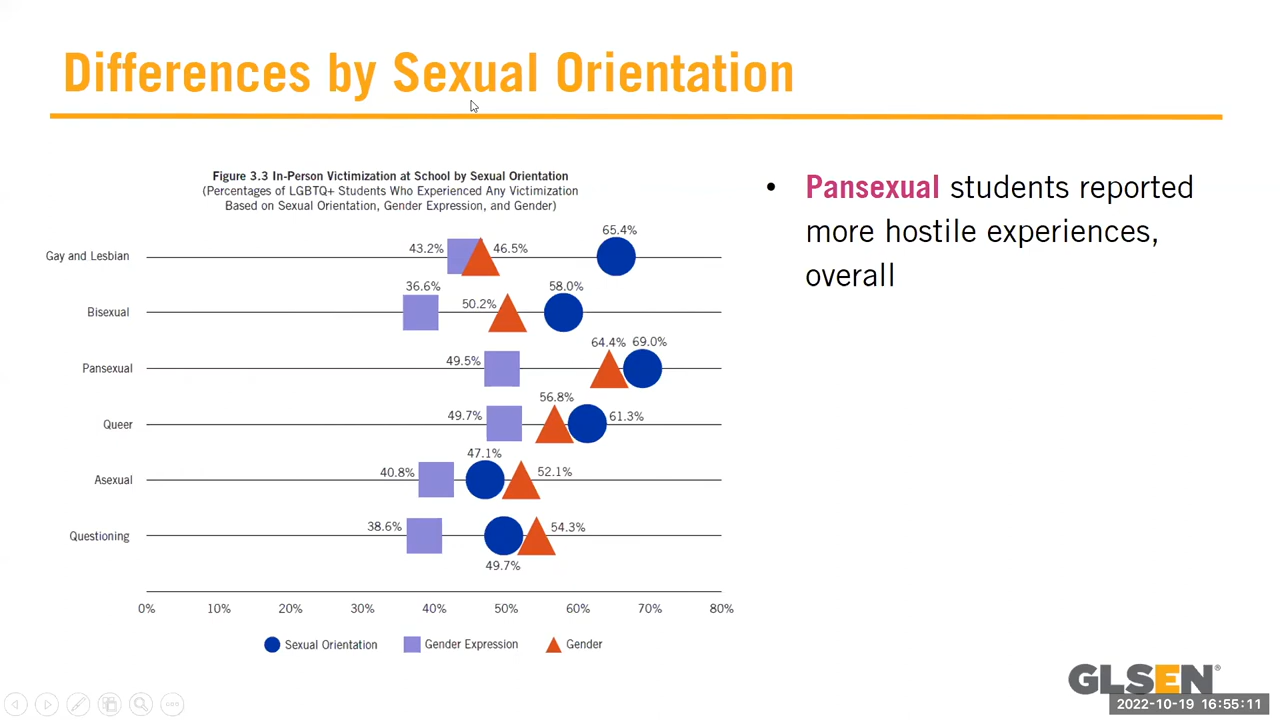 Differences by Sexual Orientation
Figure 3.3 In-Person Victimization at School by Sexual Orientation
(Percentages of LGBTQ+ Students Who Experienced Any Victimization
Based on Sexual Orientation, Gender Expression, and Gender)
Gay and Lesbian 43.2% 46.5% 65.4%
Bisexual 36.6% 50.2% 58.0%
Pansexual 49.5% 64.4% 69.0%
Queer 49.7% 56.8% 61.3%
Asexual 40.8% 47.1% 52.1%
Questioning 38.6% 49.7% 54.3%
0% 10% 20% 30% 40% 50% 60% 70% 80%
Sexual Orientation Gender Expression Gender
• Pansexual students reported
more hostile experiences,
overall
GLSEN®
2022-10-19 16:55:11